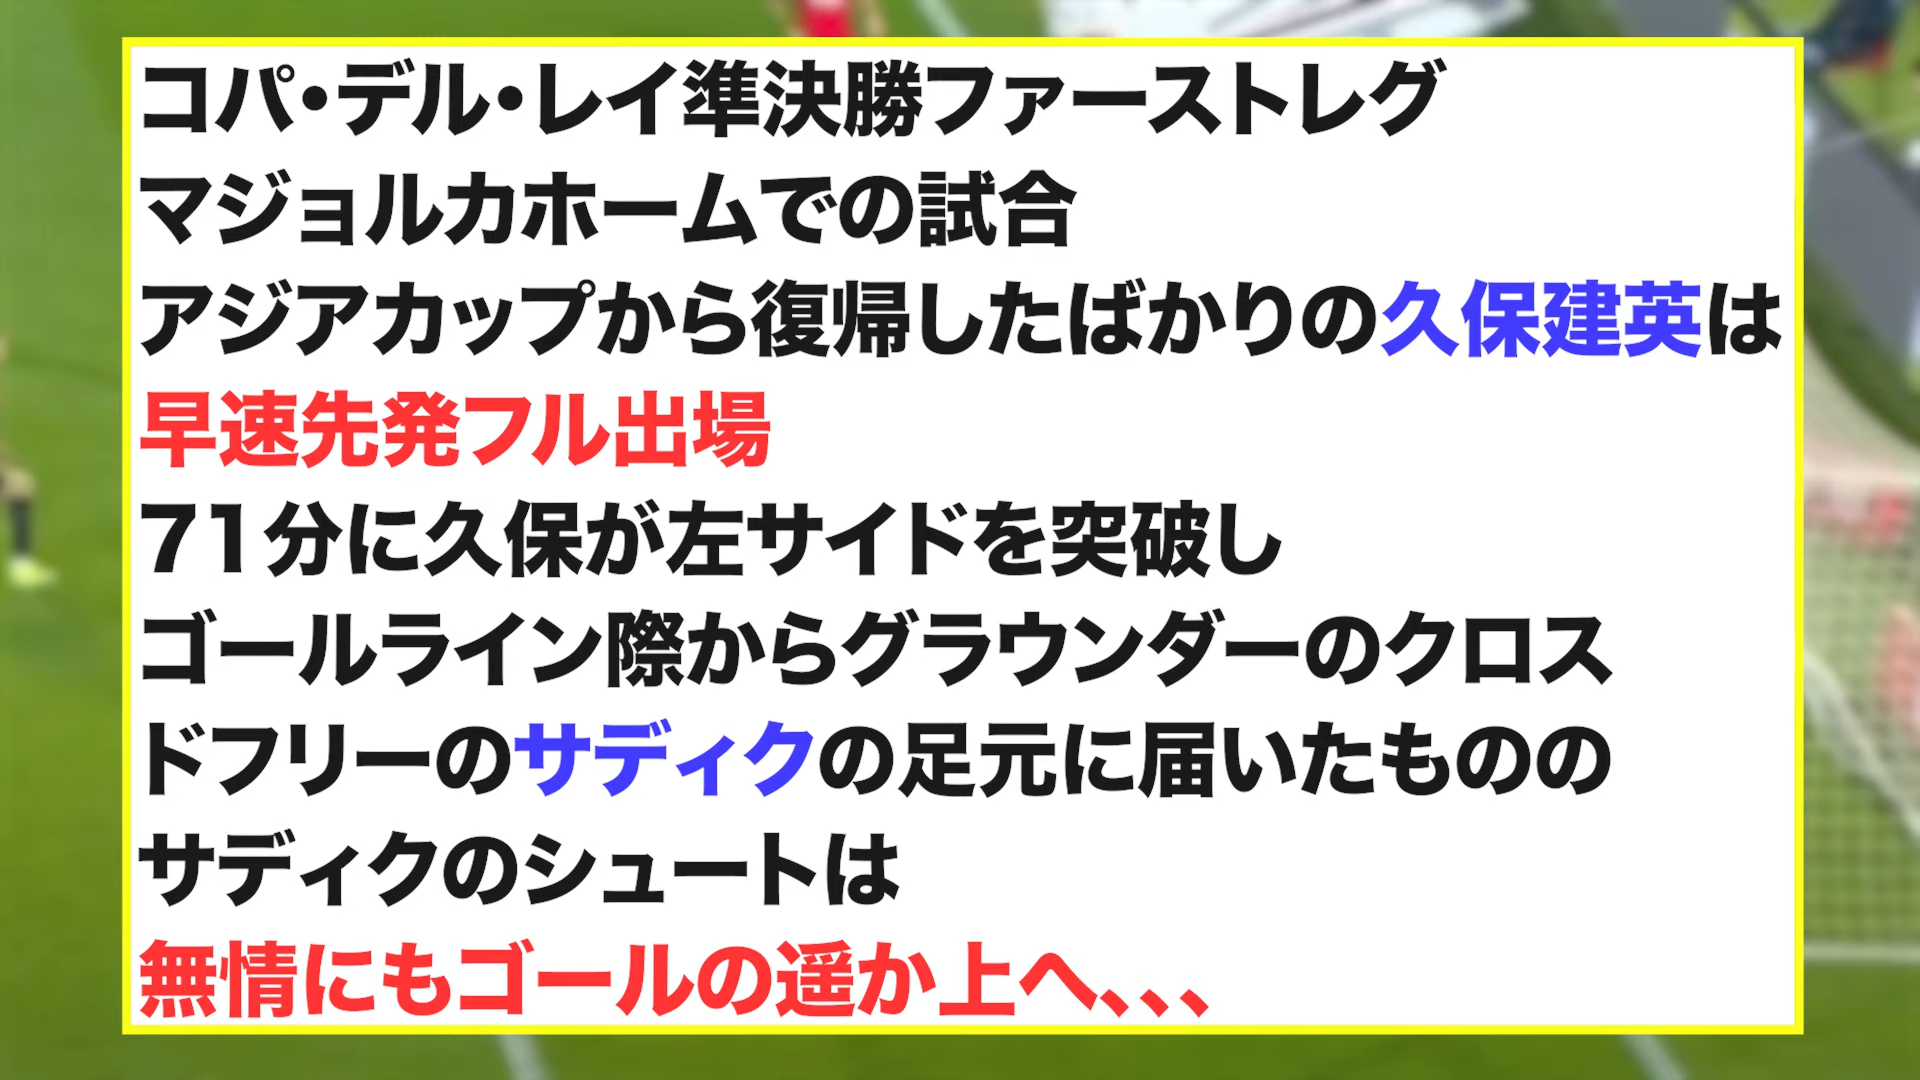 コパ・デル・レイ準決勝ファーストレグ
マジョルカホームでの試合
アジアカップから復帰したばかりの久保建英は
早速先発フル出場
71分に久保が左サイドを突破し
ゴールライン際からグラウンダーのクロス
ドフリーのサディクの足元に届いたものの
サディクのシュートは
無情にもゴールの遥か上へ、、、